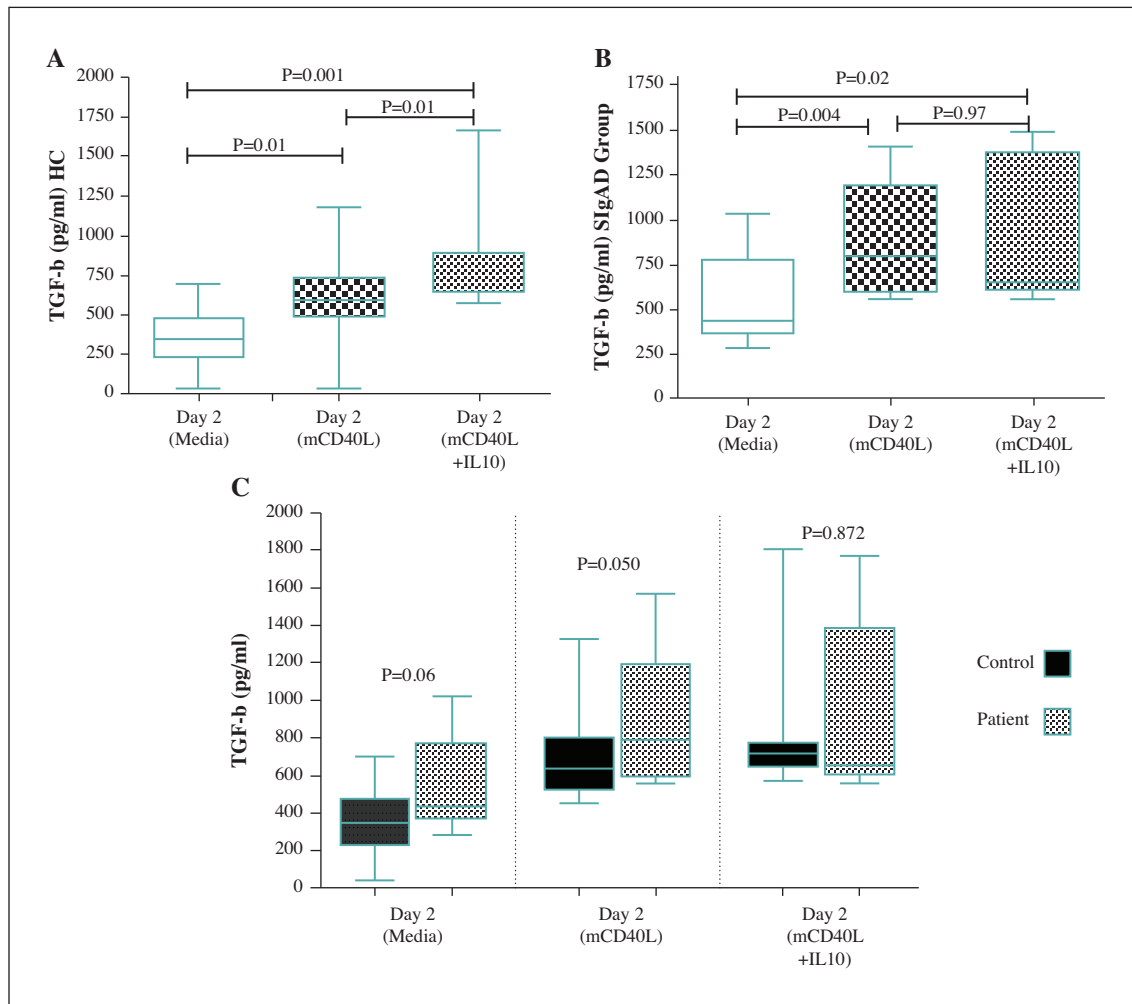 A
TGF-b (pg/ml) HC
2000
1750
1500
1250
1000
750
500
250
0
P=0.001
P=0.01
P=0.01
Day 2
(Media)
Day 2
(mCD40L)
Day 2
(mCD40L
+IL10)
B
TGF-b (pg/ml) SIgAD Group
1750
1500
1250
1000
750
500
250
0
P=0.02
P=0.004
P=0.97
Day 2
(Media)
Day 2
(mCD40L)
Day 2
(mCD40L
+IL10)
C
TGF-b (pg/ml)
2000
1800
1600
1400
1200
1000
800
600
400
200
0
P=0.06
P=0.050
P=0.872
Day 2
(Media)
Day 2
(mCD40L)
Day 2
(mCD40L
+IL10)
Control
Patient